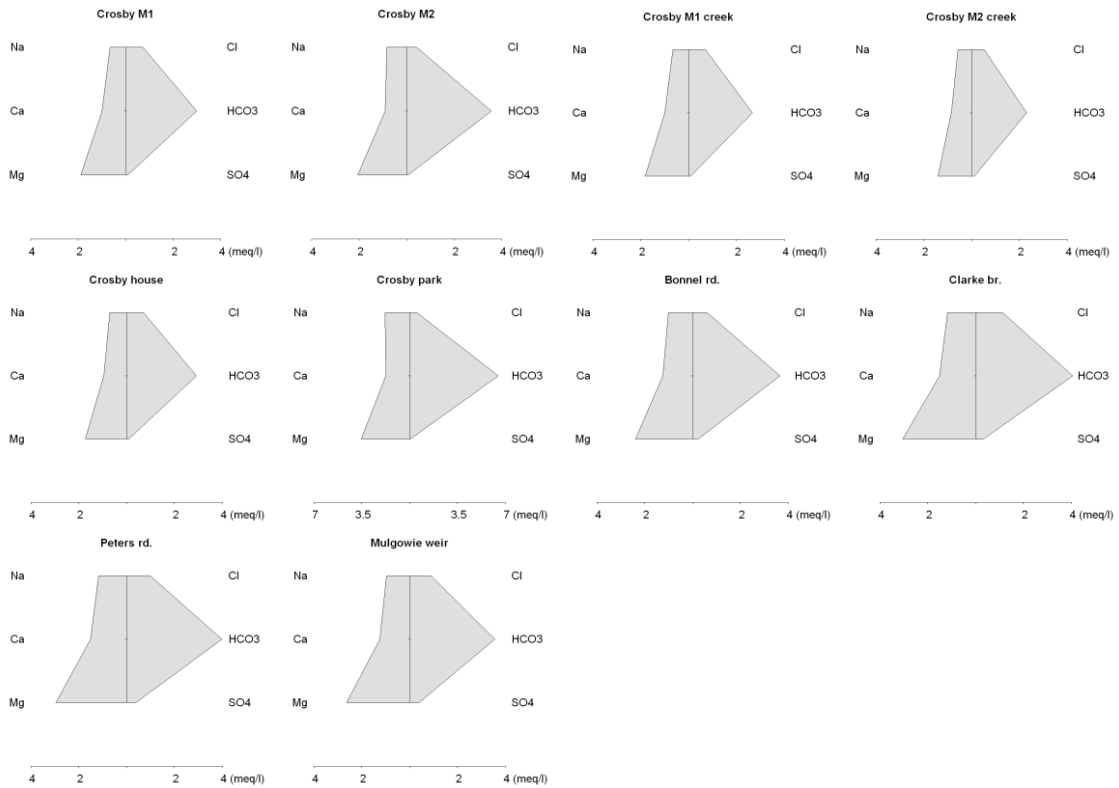 Crosby M1 Crosby M2 Crosby M1 creek Crosby M2 creek
Na Cl Na Cl Na Cl Na Cl
Ca HCO3 Ca HCO3 Ca HCO3 Ca HCO3
Mg SO4 Mg SO4 Mg SO4 Mg SO4
4 2 2 4 (meq/l) 4 2 2 4 (meq/l) 4 2 2 4 (meq/l) 4 2 2 4 (meq/l)
Crosby house Crosby park Bonnel rd. Clarke br.
Na Cl Na Cl Na Cl Na Cl
Ca HCO3 Ca HCO3 Ca HCO3 Ca HCO3
Mg SO4 Mg SO4 Mg SO4 Mg SO4
4 2 2 4 (meq/l) 7 3.5 3.5 7 (meq/l) 4 2 2 4 (meq/l) 4 2 2 4 (meq/l)
Peters rd. Mulgowie weir
Na Cl Na Cl
Ca HCO3 Ca HCO3
Mg SO4 Mg SO4
4 2 2 4 (meq/l) 4 2 2 4 (meq/l)